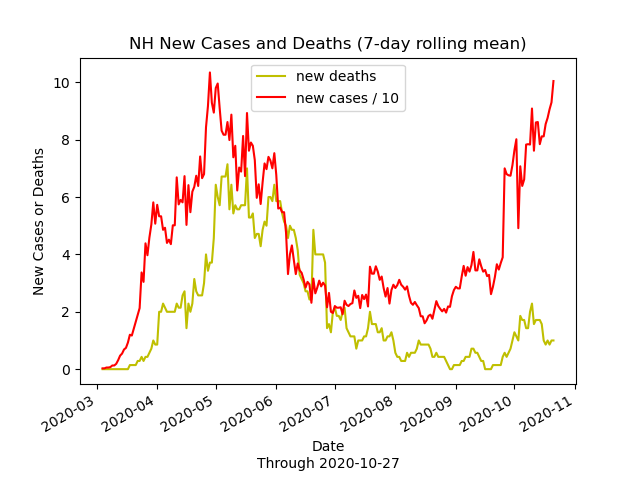 NH New Cases and Deaths (7-day rolling mean)
new deaths
new cases / 10
New Cases or Deaths
10
8
6
4
2
0
2020-03
2020-04
2020-05
2020-06
2020-07
2020-08
2020-09
2020-10
2020-11
Date
Through 2020-10-27